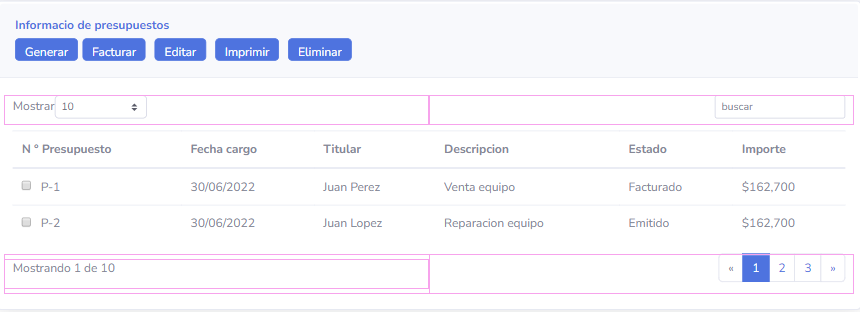 Informacio de presupuestos
Generar Facturar Editar Imprimir Eliminar
Mostrar 10 buscar
N º Presupuesto Fecha cargo Titular Descripcion Estado Importe
P-1 30/06/2022 Juan Perez Venta equipo Facturado $162,700
P-2 30/06/2022 Juan Lopez Reparacion equipo Emitido $162,700
Mostrando 1 de 10 « 1 2 3 »